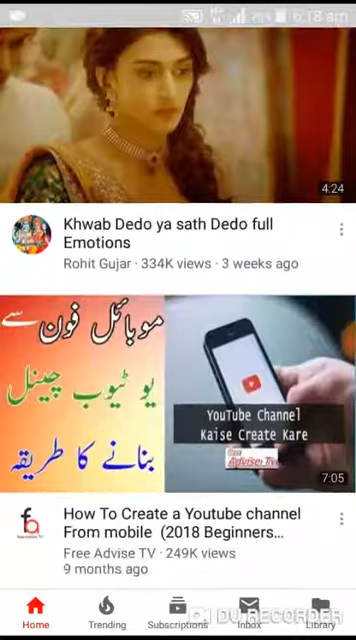 6:18 am
4:24
Khwab Dedo ya sath Dedo full
Emotions
Rohit Gujar · 334K views · 3 weeks ago
موبائل فون سے
یو ٹیوب چینل
بنانے کا طریقہ
YouTube Channel
Kaise Create Kare
Advise TV
7:05
How To Create a Youtube channel
From mobile (2018 Beginners...
Free Advise TV · 249K views
9 months ago
Home
Trending
Subscriptions
Inbox
Library
DU RECORDER